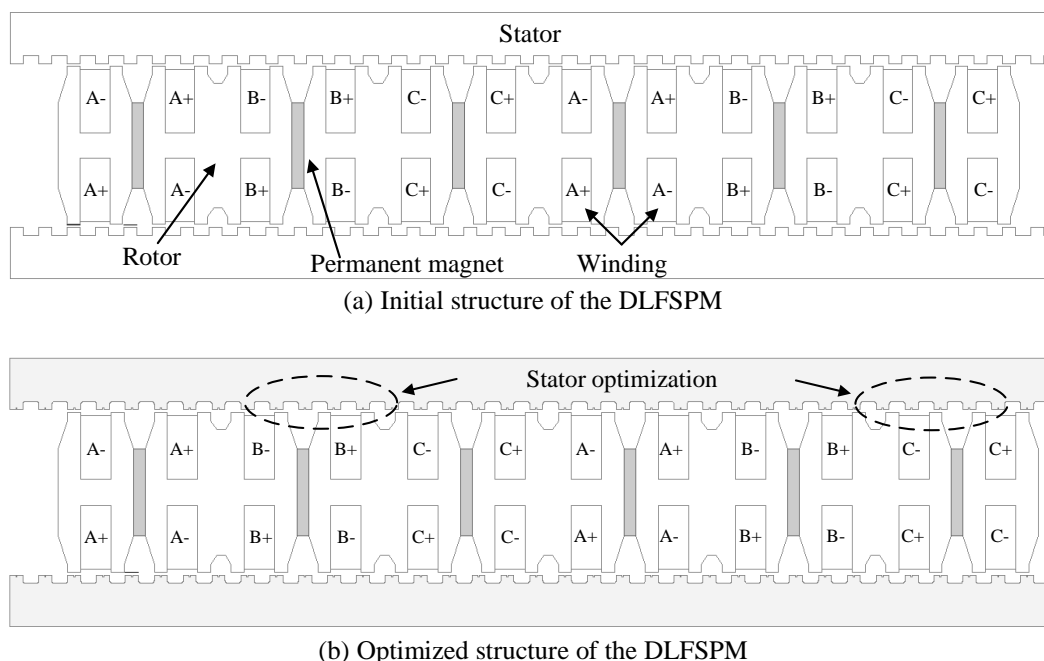 Stator
A- A+ B- B+ C- C+ A- A+ B- B+ C- C+
A+ A- B+ B- C+ C- A+ A- B+ B- C+ C-
Rotor Permanent magnet Winding
(a) Initial structure of the DLFSPM
Stator optimization
A- A+ B- B+ C- C+ A- A+ B- B+ C- C+
A+ A- B+ B- C+ C- A+ A- B+ B- C+ C-
(b) Optimized structure of the DLFSPM